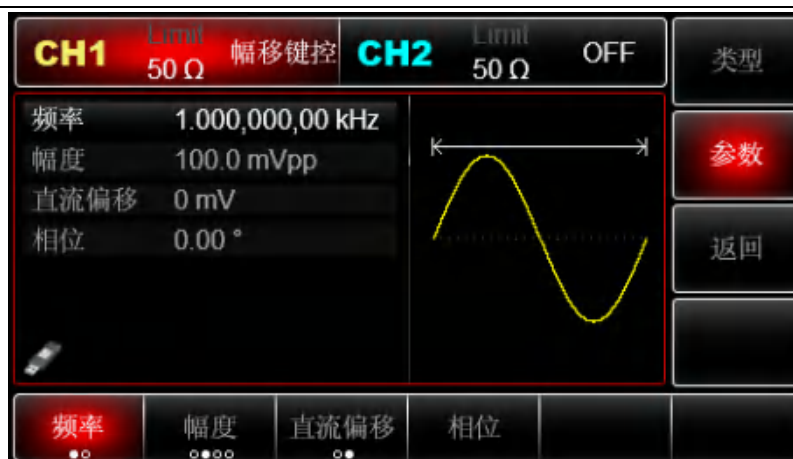 CH1 Limit 50 Ω 幅移键控 CH2 Limit 50 Ω OFF
类型
频率 1.000,000,00 kHz
幅度 100.0 mVpp
直流偏移 0 mV
相位 0.00 °
参数
返回
频率 幅度 直流偏移 相位